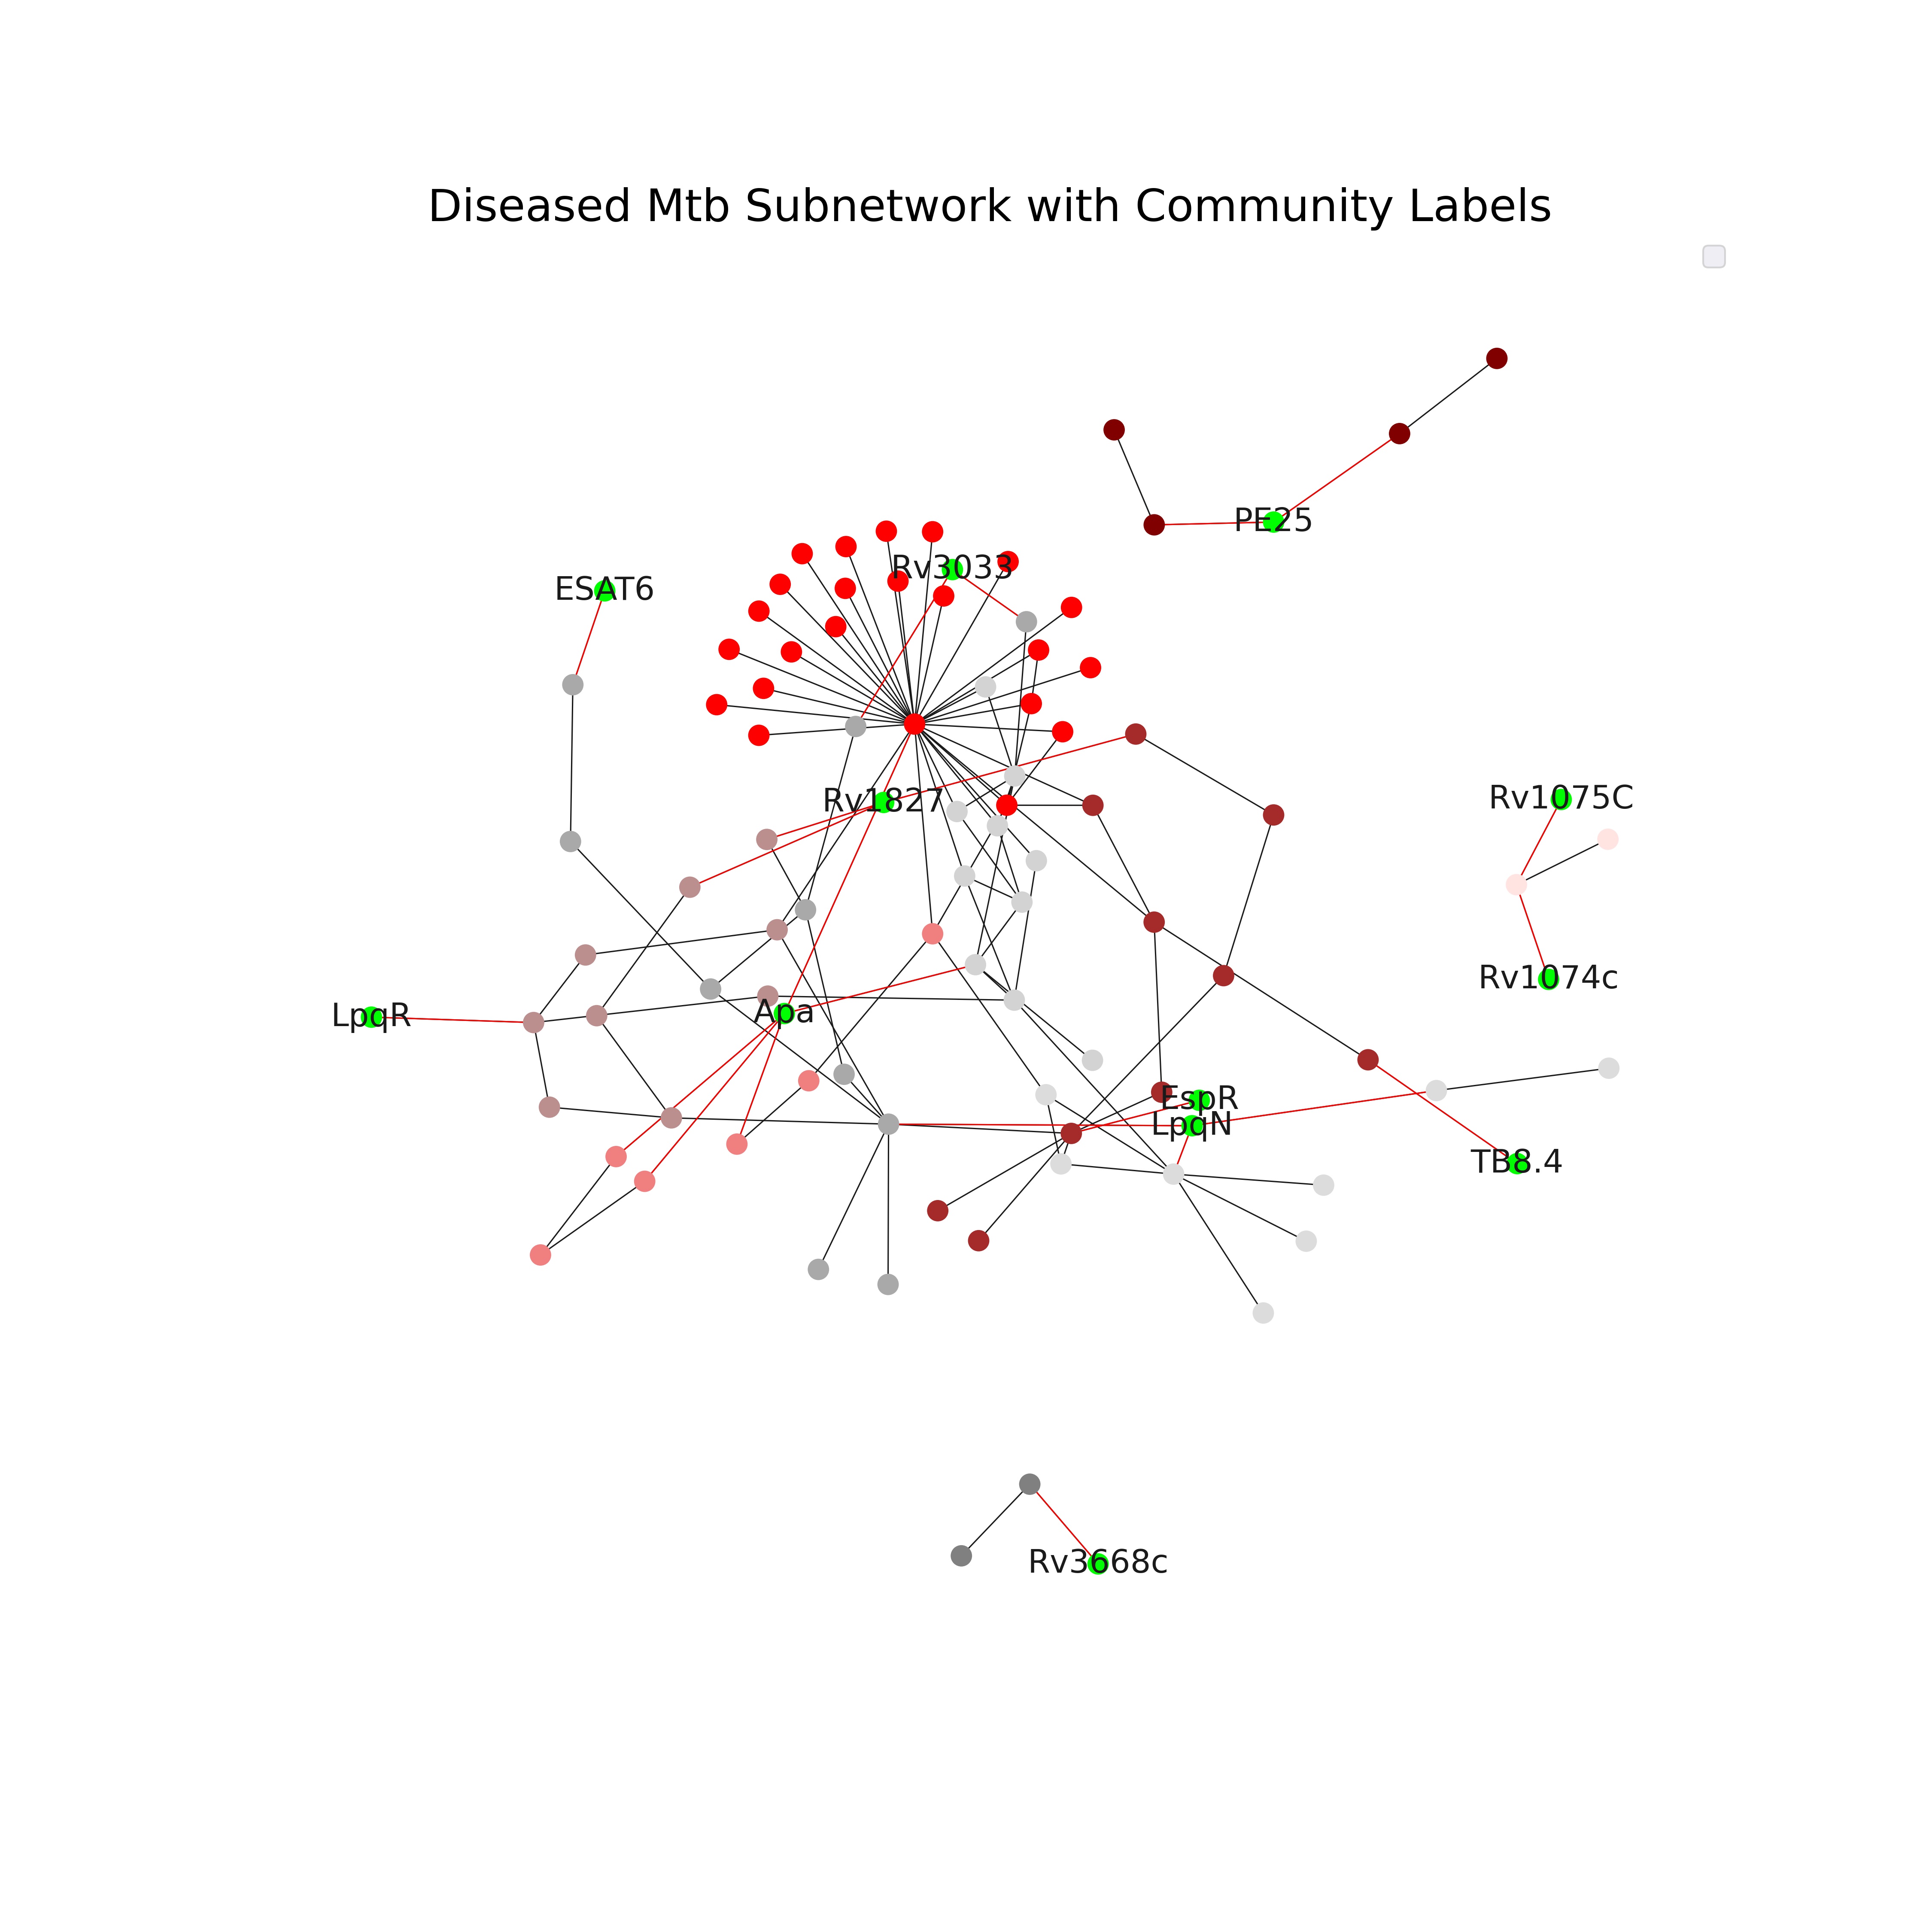 Diseased Mtb Subnetwork with Community Labels
PE25
Rv3033
ESAT6
Rv1827
Rv1075C
Rv1074c
Apa
LpqR
EspR
LpqN
TB8.4
Rv3668c